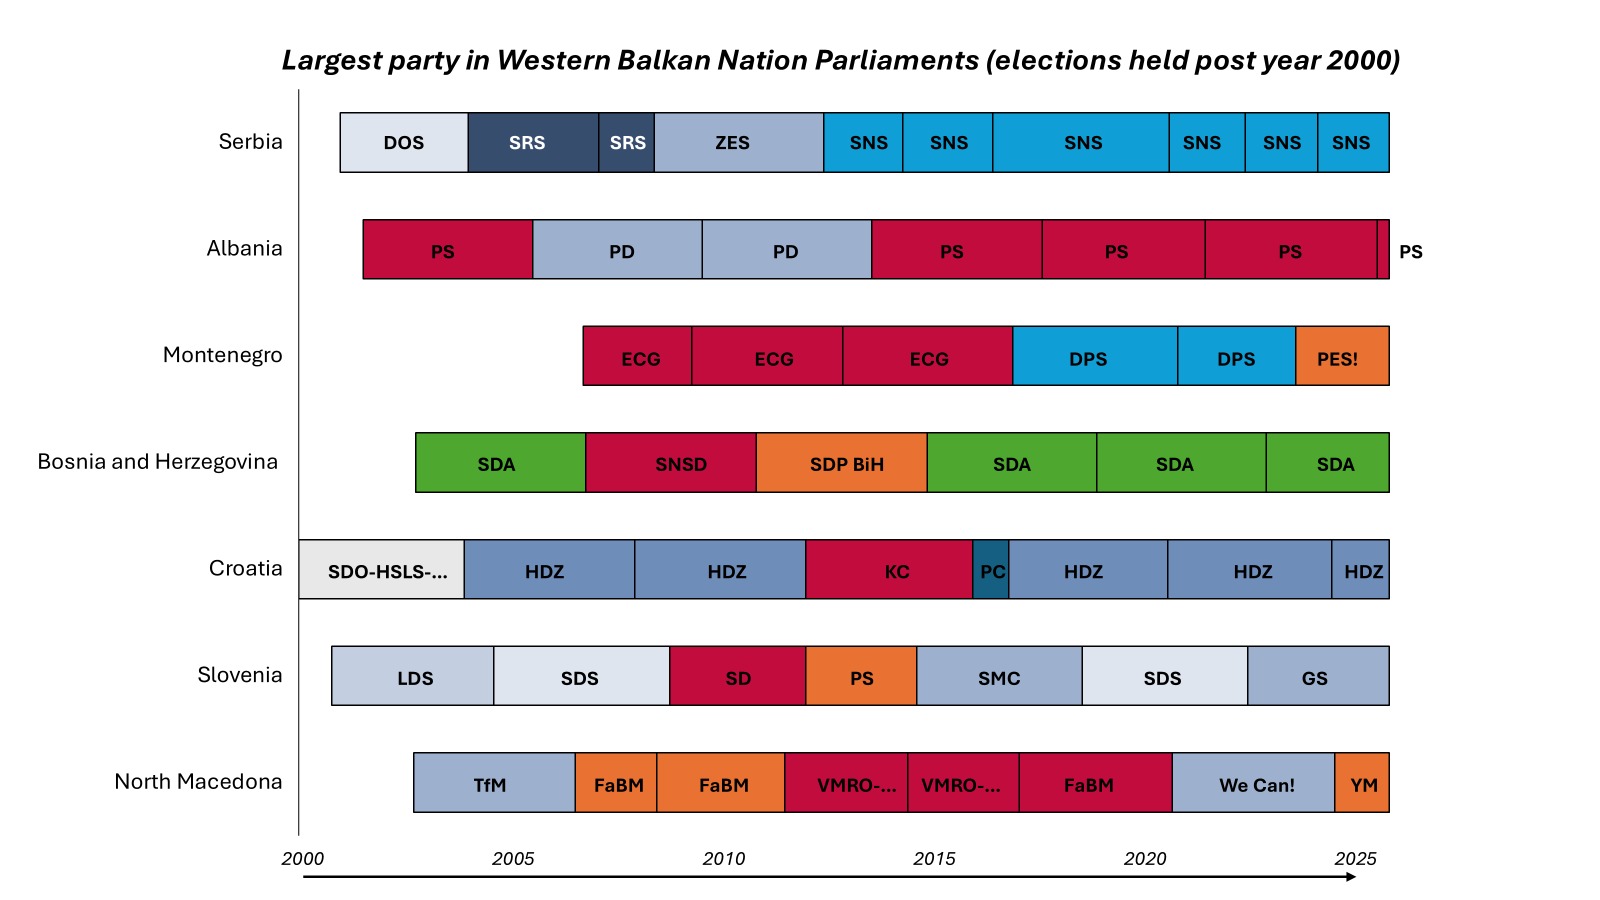 Largest party in Western Balkan Nation Parliaments (elections held post year 2000)
Serbia DOS SRS SRS ZES SNS SNS SNS SNS SNS SNS
Albania PS PD PD PS PS PS PS
Montenegro ECG ECG ECG DPS DPS PES!
Bosnia and Herzegovina SDA SNSD SDP BiH SDA SDA SDA
Croatia SDO-HSLS-... HDZ HDZ KC PC HDZ HDZ HDZ
Slovenia LDS SDS SD PS SMC SDS GS
North Macedona TfM FaBM FaBM VMRO-... VMRO-... FaBM We Can! YM
2000 2005 2010 2015 2020 2025